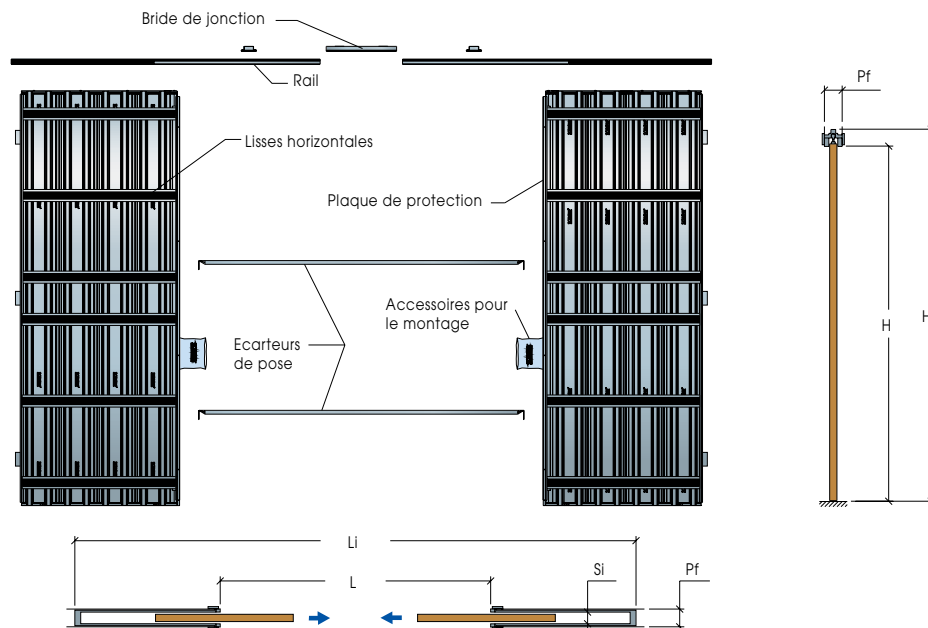 Bride de jonction
Rail
Pf
Lisses horizontales
Plaque de protection
Accessoires pour
le montage
H
H
Ecarteurs
de pose
Li
L
Si
Pf